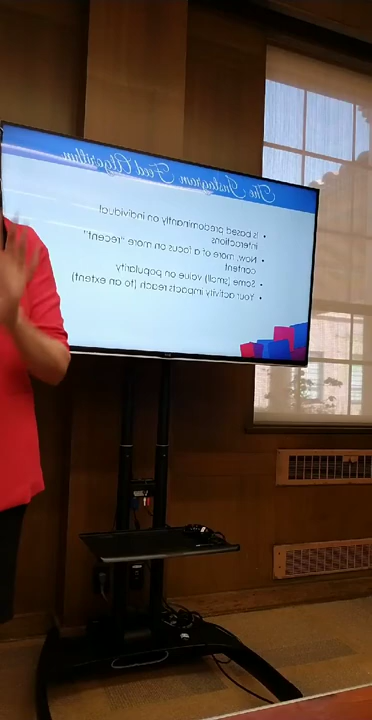 The Instagram Feed Algorithm
Is based predominantly on individual
interactions
Now, more of a focus on more "recent"
content
Some (small) value on popularity
Your activity impacts reach (to an extent)